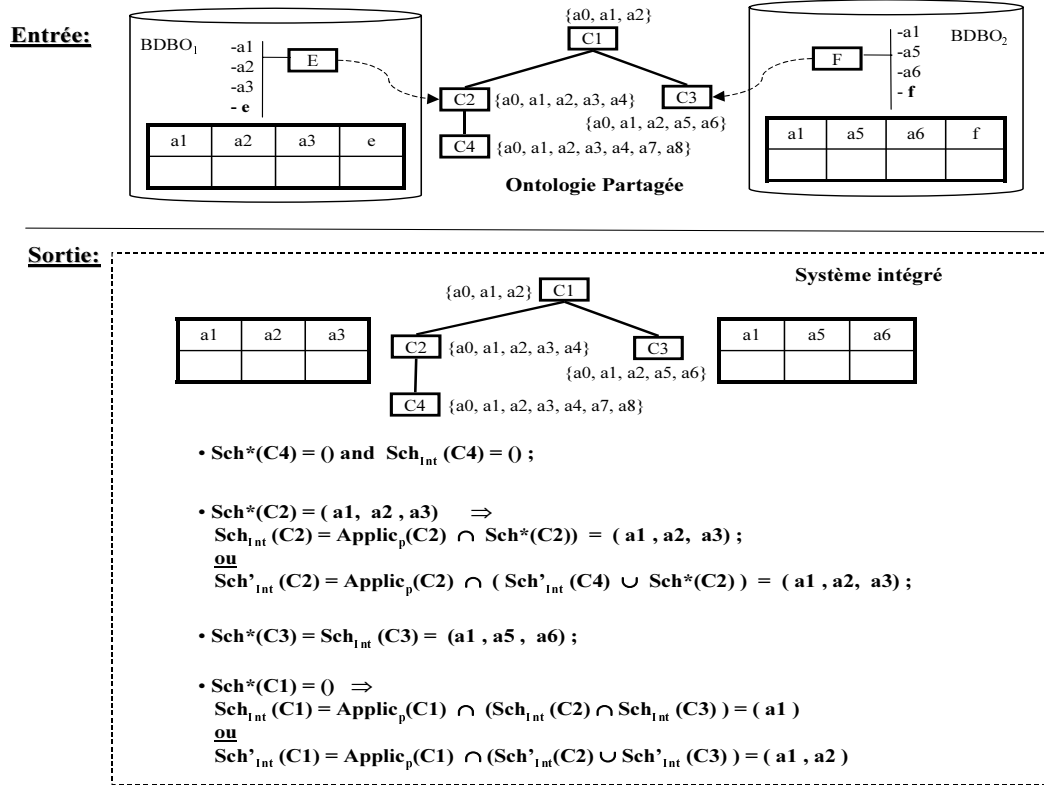 Entrée:
BDBO1
-a1
-a2
-a3
- e
E
a1 a2 a3 e
{a0, a1, a2}
C1
C2 {a0, a1, a2, a3, a4}
C3
{a0, a1, a2, a5, a6}
C4 {a0, a1, a2, a3, a4, a7, a8}
Ontologie Partagée
F
-a1
-a5
-a6
- f
BDBO2
a1 a5 a6 f
Sortie:
Système intégré
{a0, a1, a2} C1
a1 a2 a3
C2 {a0, a1, a2, a3, a4}
C3
{a0, a1, a2, a5, a6}
a1 a5 a6
C4 {a0, a1, a2, a3, a4, a7, a8}
• Sch*(C4) = () and SchInt (C4) = () ;
• Sch*(C2) = ( a1, a2 , a3) ⇒
SchInt (C2) = Applicp(C2) ∩ Sch*(C2)) = ( a1 , a2, a3) ;
ou
Sch'Int (C2) = Applicp(C2) ∩ ( Sch'Int (C4) ∪ Sch*(C2) ) = ( a1 , a2, a3) ;
• Sch*(C3) = SchInt (C3) = (a1 , a5 , a6) ;
• Sch*(C1) = () ⇒
SchInt (C1) = Applicp(C1) ∩ (SchInt (C2) ∩ SchInt (C3) ) = ( a1 )
ou
Sch'Int (C1) = Applicp(C1) ∩ (Sch'Int(C2) ∪ Sch'Int (C3) ) = ( a1 , a2 )